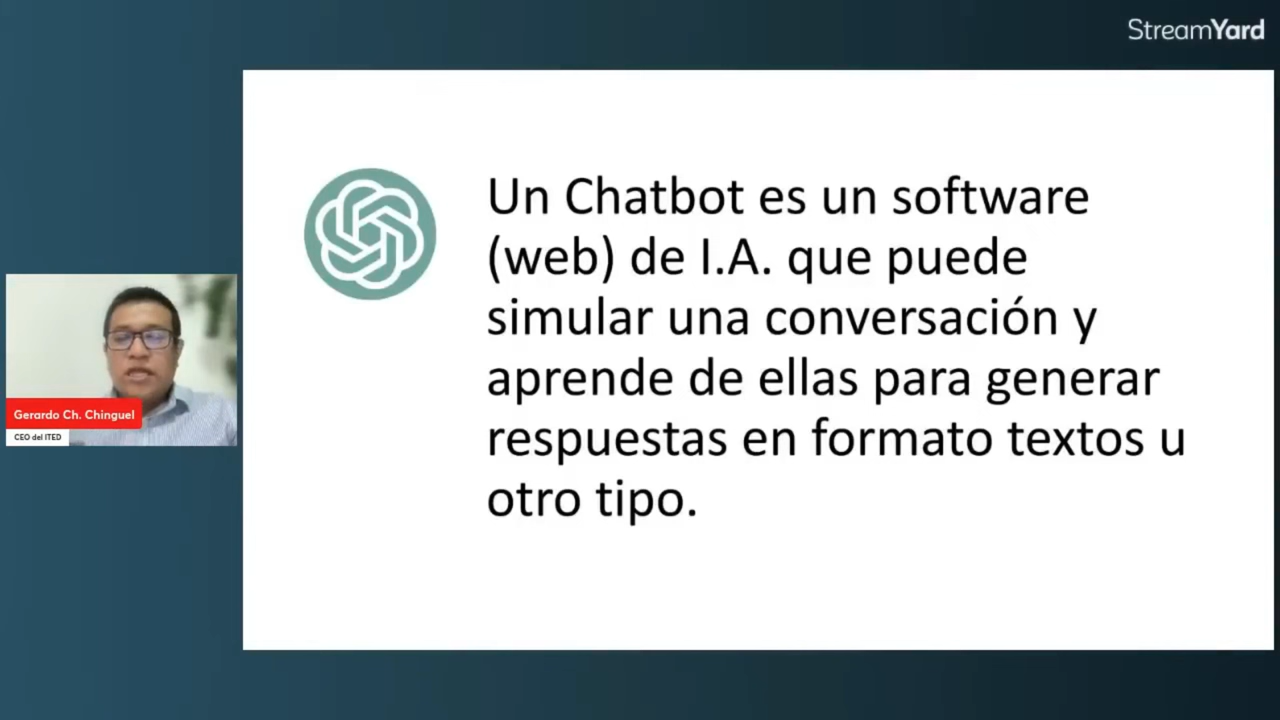 StreamYard
Un Chatbot es un software
(web) de I.A. que puede
simular una conversación y
aprende de ellas para generar
respuestas en formato textos u
otro tipo.
Gerardo Ch. Chinguel
CEO del ITED